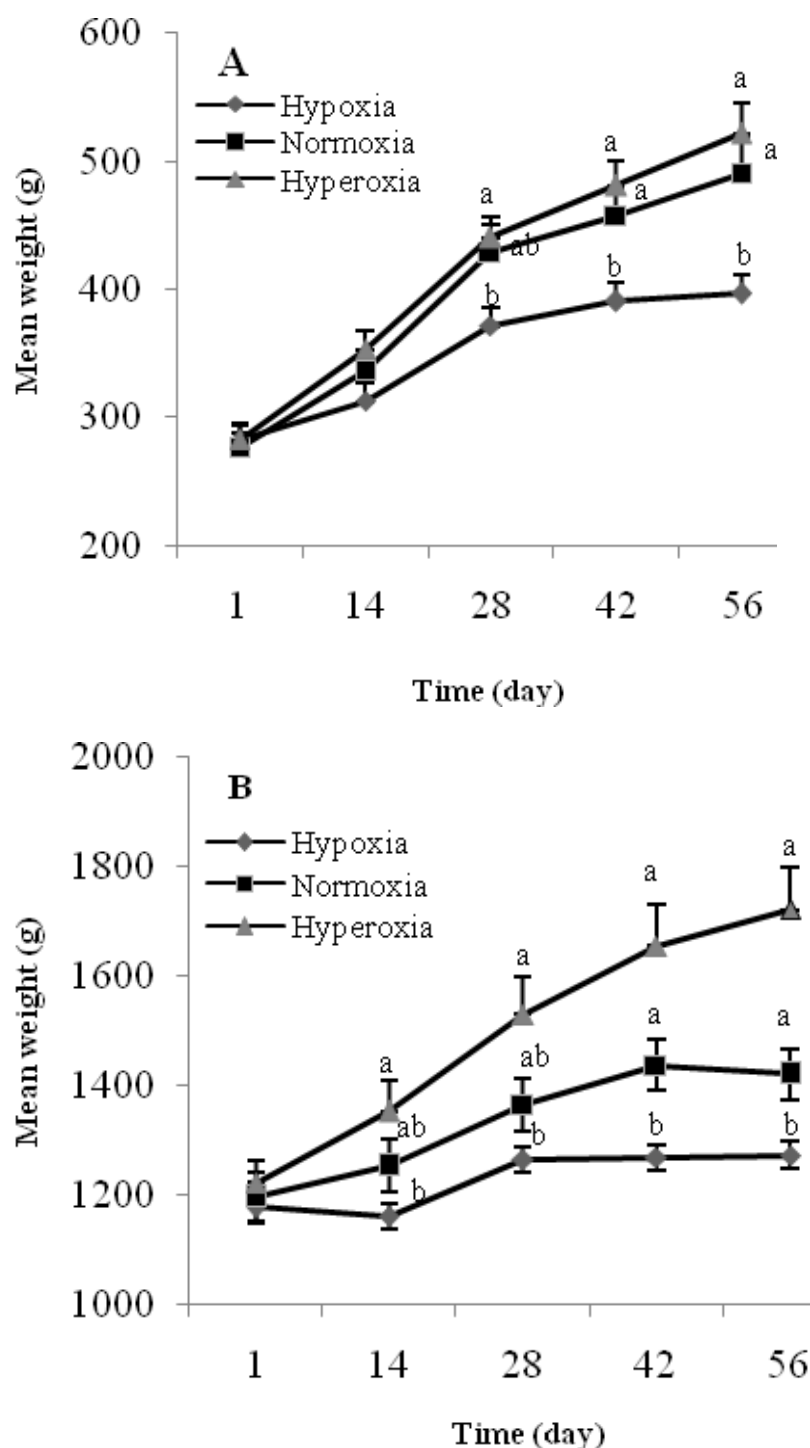 600
A
Hypoxia
Normoxia
Hyperoxia
500
400
300
200
Mean weight (g)
a
a
a
a
a
ab
b
b
b
1 14 28 42 56
Time (day)
2000
B
Hypoxia
Normoxia
Hyperoxia
1800
1600
1400
1200
1000
Mean weight (g)
a
a
a
a
a
a
ab
ab
b
b
b
b
1 14 28 42 56
Time (day)